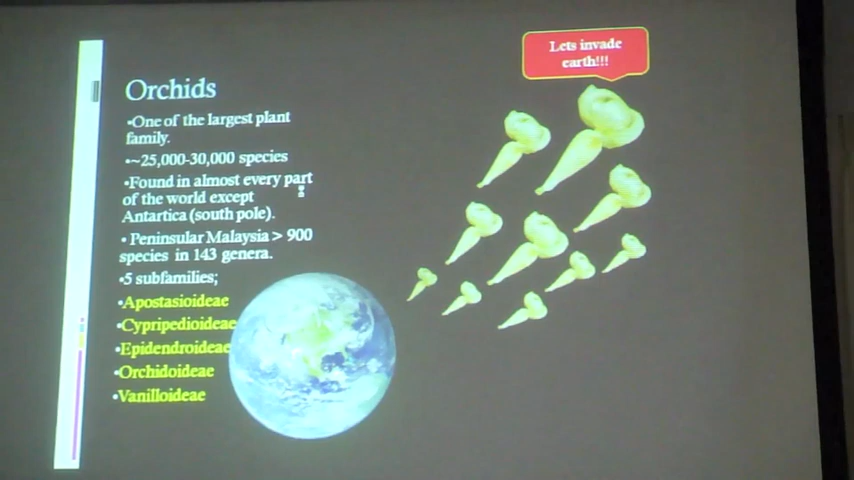 Lets invade
earth!!!
Orchids
•One of the largest plant
family.
•~25,000-30,000 species
•Found in almost every part
of the world except
Antartica (south pole).
• Peninsular Malaysia > 900
species in 143 genera.
•5 subfamilies;
•Apostasioideae
•Cypripedioideae
•Epidendroideae
•Orchidoideae
•Vanilloideae